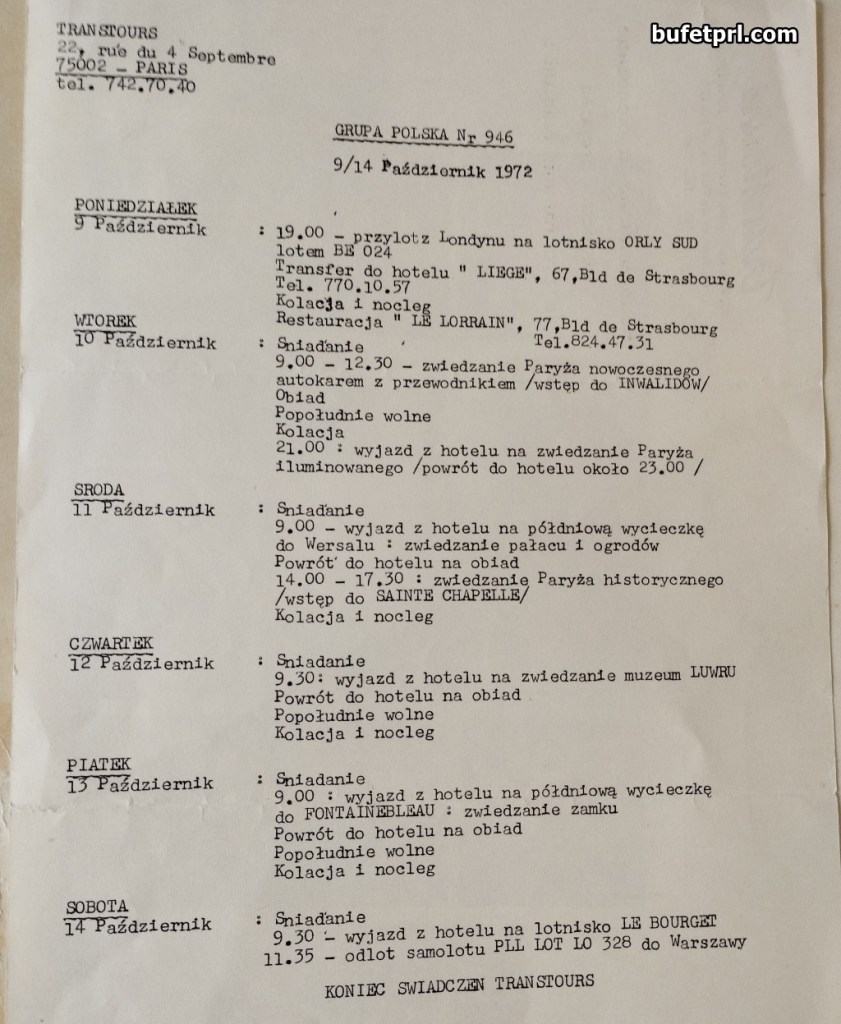 bufetprl.com
TRANSTOURS
22, rue du 4 Septembre
75002 - PARIS
tel. 742.70.40
GRUPA POLSKA Nr 946
9/14 Październik 1972
PONIEDZIAŁEK
9 Październik : 19.00 - przylotz Londynu na lotnisko ORLY SUD
lotem BE 024
Transfer do hotelu " LIEGE", 67,Bld de Strasbourg
Tel. 770.10.57
Kolacja i nocleg
Restauracja " LE LORRAIN", 77,Bld de Strasbourg
Tel.824.47.31
WTOREK
10 Październik : Sniadanie
9.00 - 12.30 - zwiedzanie Paryża nowoczesnego
autokarem z przewodnikiem /wstęp do INWALIDOW/
Obiad
Popołudnie wolne
Kolacja
21.00 : wyjazd z hotelu na zwiedzanie Paryża
iluminowanego /powrót do hotelu około 23.00 /
SRODA
11 Październik : Sniadanie
9.00 - wyjazd z hotelu na półdniową wycieczkę
do Wersalu : zwiedzanie pałacu i ogrodów
Powrót do hotelu na obiad
14.00 - 17.30 : zwiedzanie Paryża historycznego
/wstęp do SAINTE CHAPELLE/
Kolacja i nocleg
CZWARTEK
12 Październik : Sniadanie
9.30: wyjazd z hotelu na zwiedzanie muzeum LUWRU
Powrót do hotelu na obiad
Popołudnie wolne
Kolacja i nocleg
PIATEK
13 Październik : Sniadanie
9.00 : wyjazd z hotelu na półdniową wycieczkę
do FONTAINEBLEAU : zwiedzanie zamku
Powrót do hotelu na obiad
Popołudnie wolne
Kolacja i nocleg
SOBOTA
14 Październik : Sniadanie
9.30 - wyjazd z hotelu na lotnisko LE BOURGET
11.35 - odlot samolotu PLL LOT LO 328 do Warszawy
KONIEC SWIADCZEN TRANSTOURS